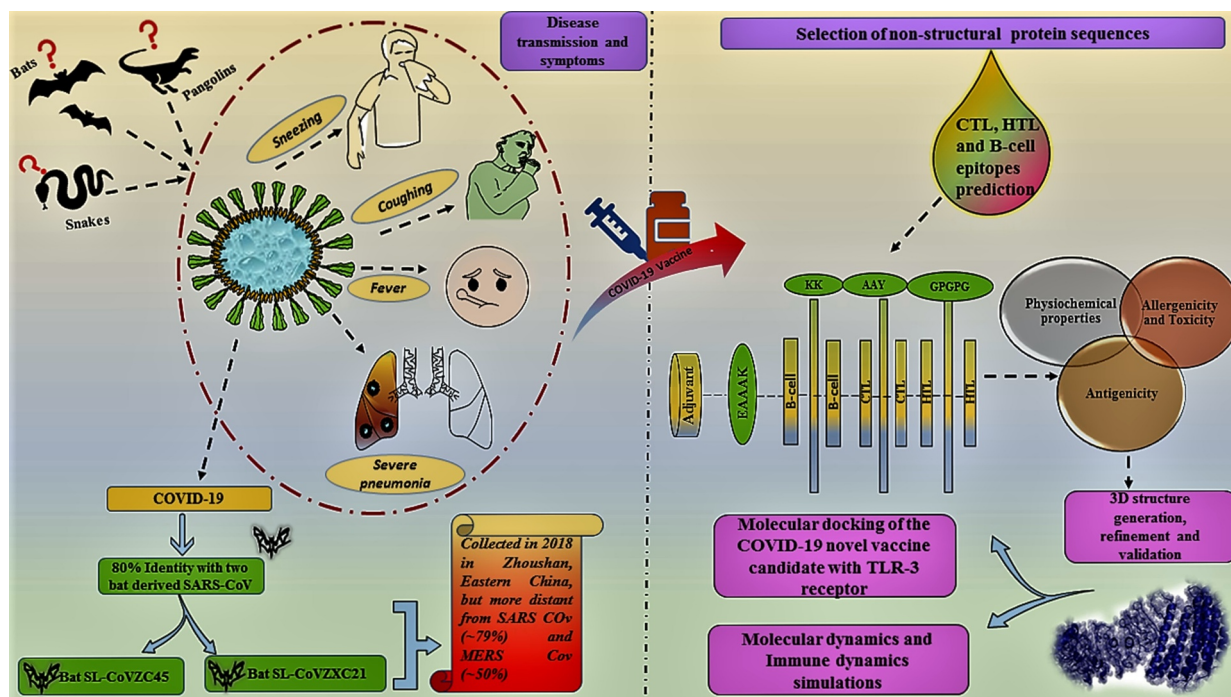 Bats
?
?
Pangolins
?
Snakes
Sneezing
Coughing
Fever
Severe
pneumonia
Disease
transmission and
symptoms
COVID-19
80% Identity with two
bat derived SARS-CoV
Bat SL-CoVZC45
Bat SL-CoVZXC21
Collected in 2018
in Zhoushan,
Eastern China,
but more distant
from SARS COv
(~79%) and
MERS Cov
(~50%)
COVID-19 Vaccine
Selection of non-structural protein sequences
CTL, HTL
and B-cell
epitopes
prediction
KK
AAY
GPGPG
Adjuvant
EAAAK
B-cell
B-cell
CTL
CTL
HTL
HTL
Physiochemical
properties
Allergenicity
and Toxicity
Antigenicity
3D structure
generation,
refinement and
validation
Molecular docking of the
COVID-19 novel vaccine
candidate with TLR-3
receptor
Molecular dynamics and
Immune dynamics
simulations